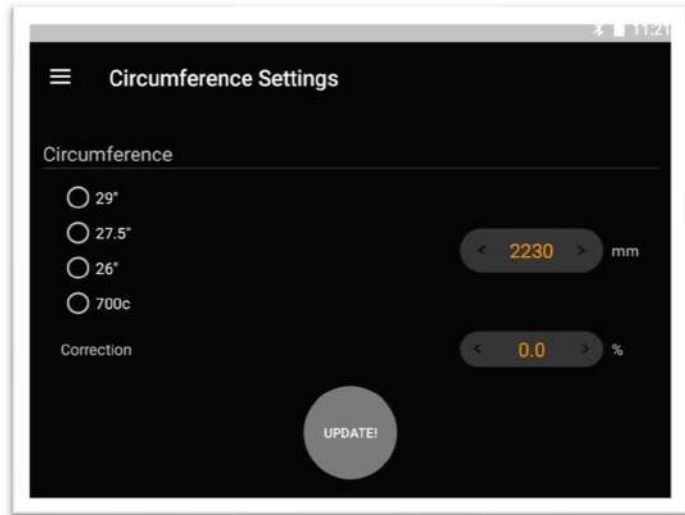 11:21
Circumference Settings
Circumference
29"
27.5"
< 2230 > mm
26"
700c
Correction < 0.0 > %
UPDATE!